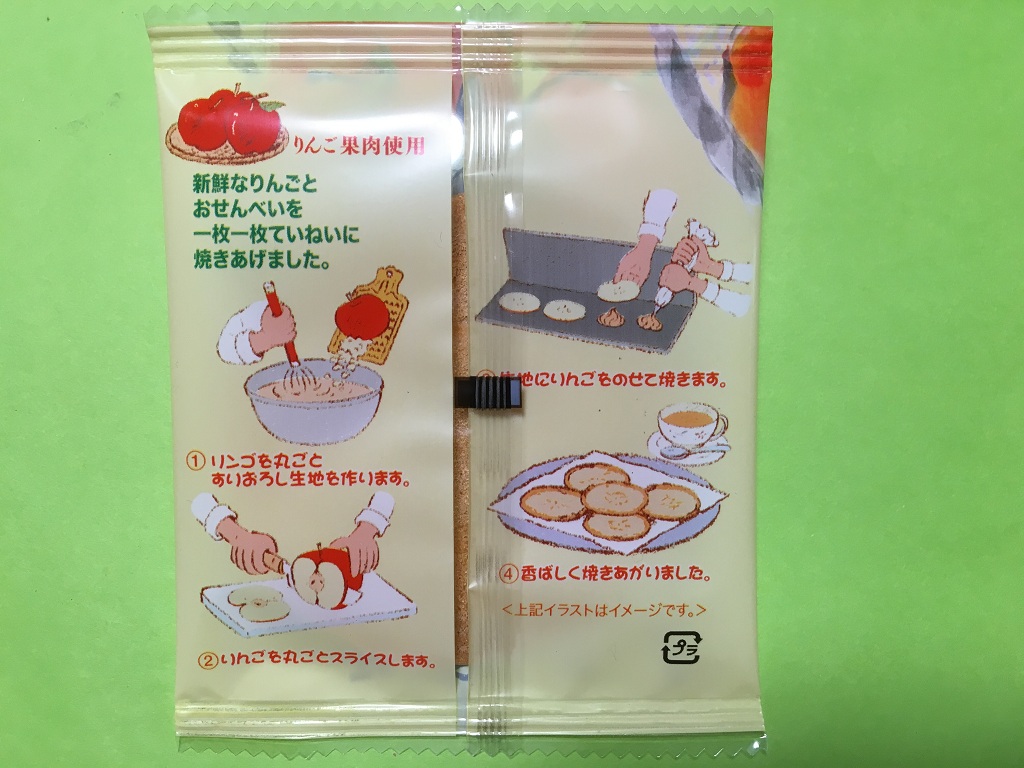 りんご果肉使用
新鮮なりんごと
おせんべいを
一枚一枚ていねいに
焼きあげました。
① リンゴを丸ごと
すりおろし生地を作ります。
② りんごを丸ごとスライスします。
生地にりんごをのせて焼きます。
④ 香ばしく焼きあがりました。
＜上記イラストはイメージです。＞
プラ